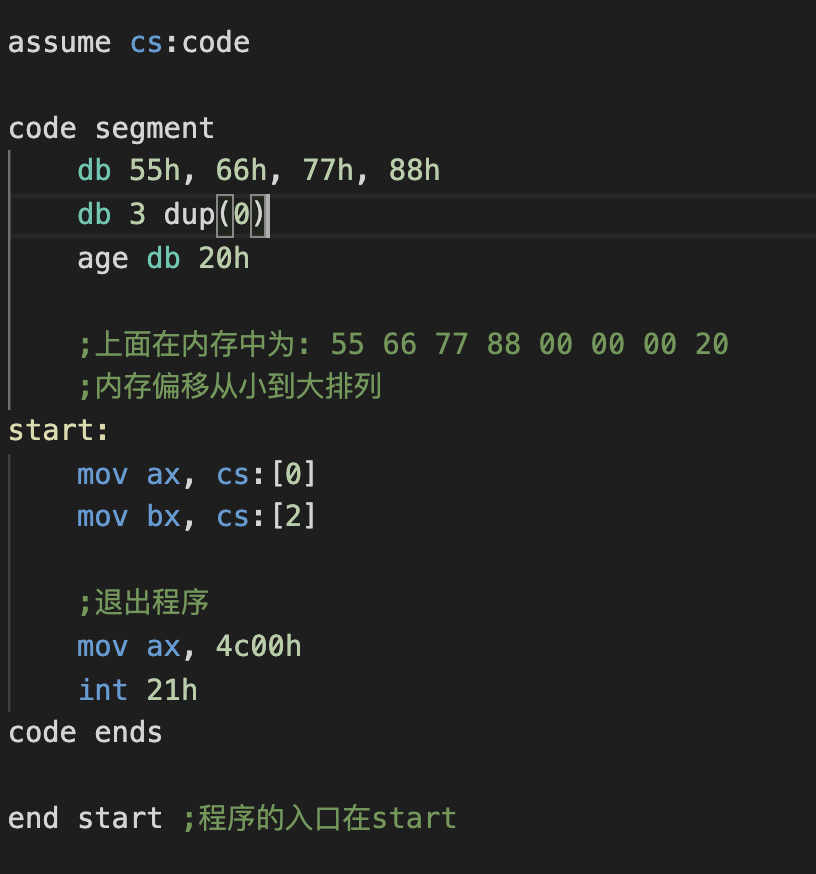 assume cs:code
code segment
db 55h, 66h, 77h, 88h
db 3 dup(0)
age db 20h
;上面在内存中为: 55 66 77 88 00 00 00 20
;内存偏移从小到大排列
start:
mov ax, cs:[0]
mov bx, cs:[2]
;退出程序
mov ax, 4c00h
int 21h
code ends
end start ;程序的入口在start